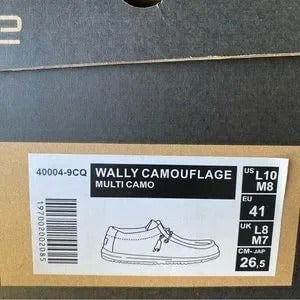 40004-9CQ
WALLY CAMOUFLAGE
MULTI CAMO
US L10
M8
EU
41
UK L8
M7
CM- JAP
26,5